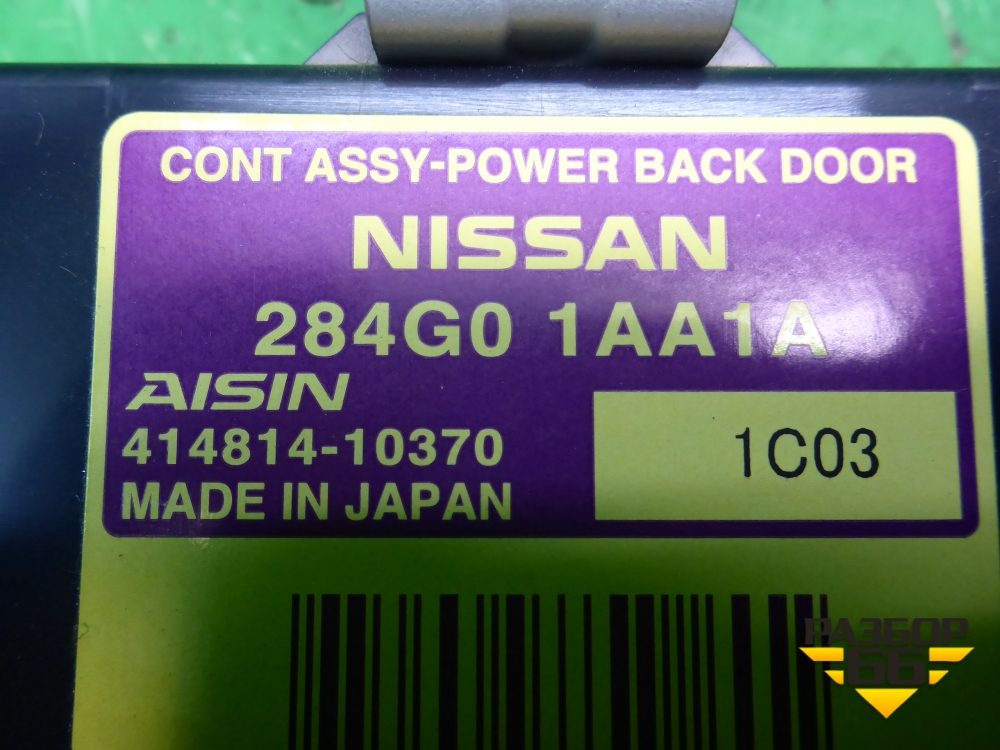 CONT ASSY-POWER BACK DOOR
NISSAN
284G0 1AA1A
AISIN
414814-10370
1C03
MADE IN JAPAN
РАЗБОР
66